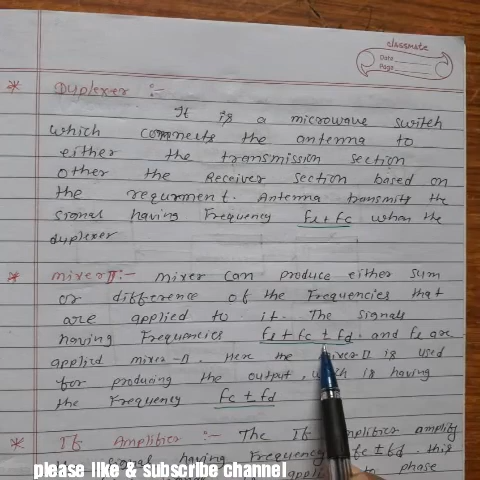 classmate
Date
Page
* Duplexer :-
It is a microwave switch
which connects the antenna to
either the transmission section
other the Receiver section based on
the requrment. Antenna transmits the
signal having Frequency fl + fc when the
duplexer
* Mixer II :- Mixer can produce either sum
or difference of the Frequencies that
are applied to it. The signals
having Frequencies fl + fc ± fd and fl are
applied mixer-II. Here the mixer II is used
for producing the output, which is having
the Frequency fc ± fd
* IF Amplifier :- The IF Amplifier amplify
signal having Frequency fc ± fd. this
to phase
please like & subscribe channel